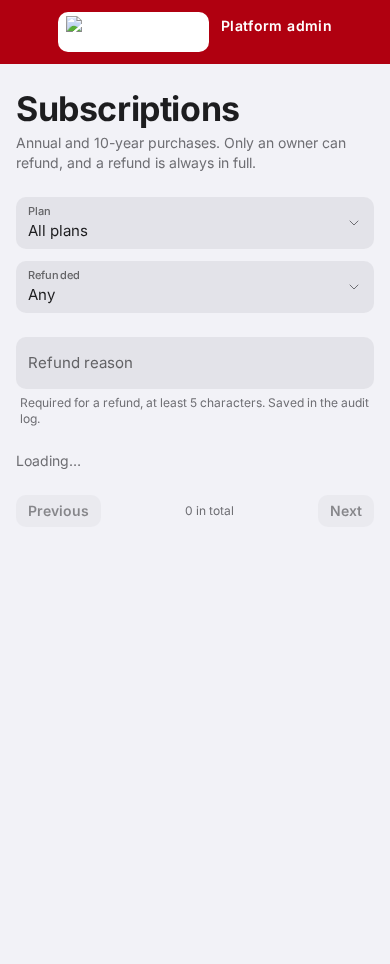 Platform admin
Subscriptions
Annual and 10-year purchases. Only an owner can
refund, and a refund is always in full.
Plan
All plans
Refunded
Any
Refund reason
Required for a refund, at least 5 characters. Saved in the audit
log.
Loading...
Previous
0 in total
Next